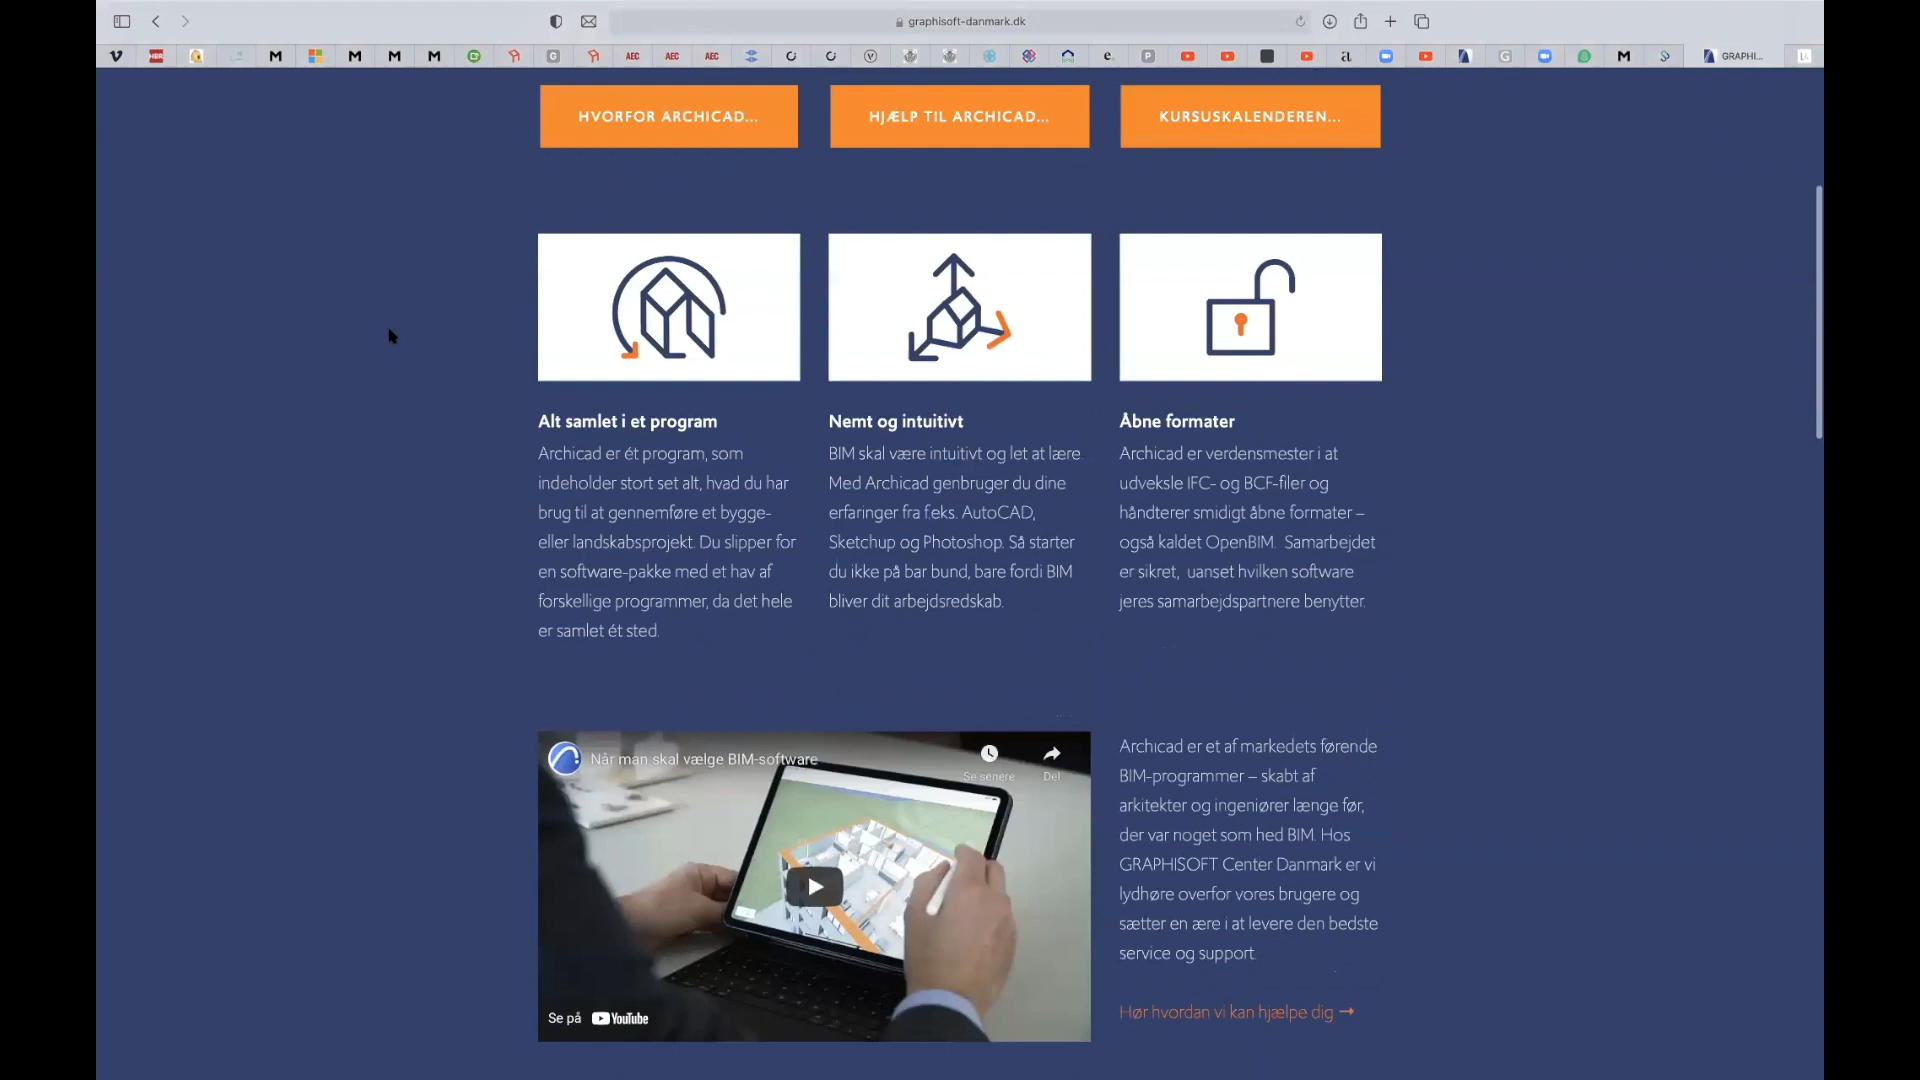 graphisoft-danmark.dk
GRAPHI...
HVORFOR ARCHICAD...
HJÆLP TIL ARCHICAD...
KURSUSKALENDEREN...
Alt samlet i et program
Archicad er ét program, som
indeholder stort set alt, hvad du har
brug til at gennemføre et bygge-
eller landskabsprojekt. Du slipper for
en software-pakke med et hav af
forskellige programmer, da det hele
er samlet ét sted.
Nemt og intuitivt
BIM skal være intuitivt og let at lære.
Med Archicad genbruger du dine
erfaringer fra f.eks. AutoCAD,
Sketchup og Photoshop. Så starter
du ikke på bar bund, bare fordi BIM
bliver dit arbejdsredskab.
Åbne formater
Archicad er verdensmester i at
udveksle IFC- og BCF-filer og
håndterer smidigt åbne formater –
også kaldet OpenBIM.  Samarbejdet
er sikret,  uanset hvilken software
jeres samarbejdspartnere benytter.
Når man skal vælge BIM-software
Se senere
Del
Se på YouTube
Archicad er et af markedets førende
BIM-programmer – skabt af
arkitekter og ingeniører længe før,
der var noget som hed BIM. Hos
GRAPHISOFT Center Danmark er vi
lydhøre overfor vores brugere og
sætter en ære i at levere den bedste
service og support.
Hør hvordan vi kan hjælpe dig →